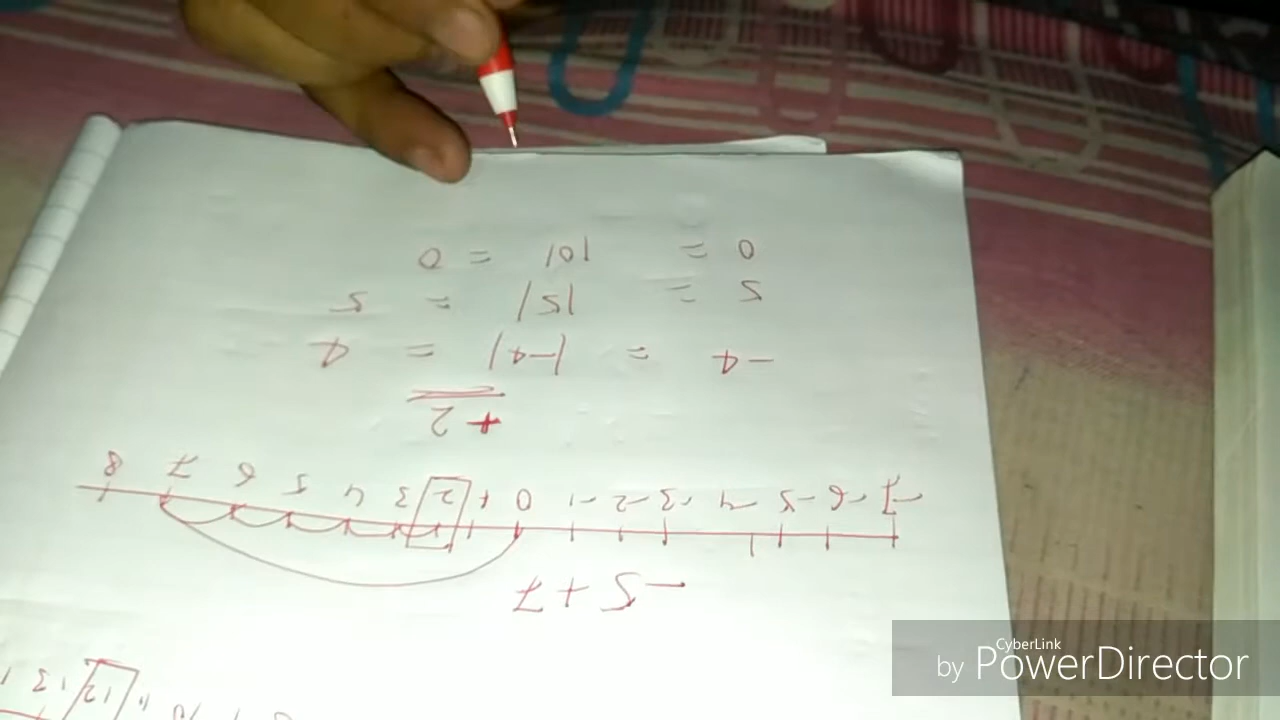 -5 + 7
-7 -6 -5 -4 -3 -2 -1 0 1 2 3 4 5 6 7 8
+2
-4 = |-4| = 4
5 = |5| = 5
0 = |0| = 0
CyberLink
by PowerDirector